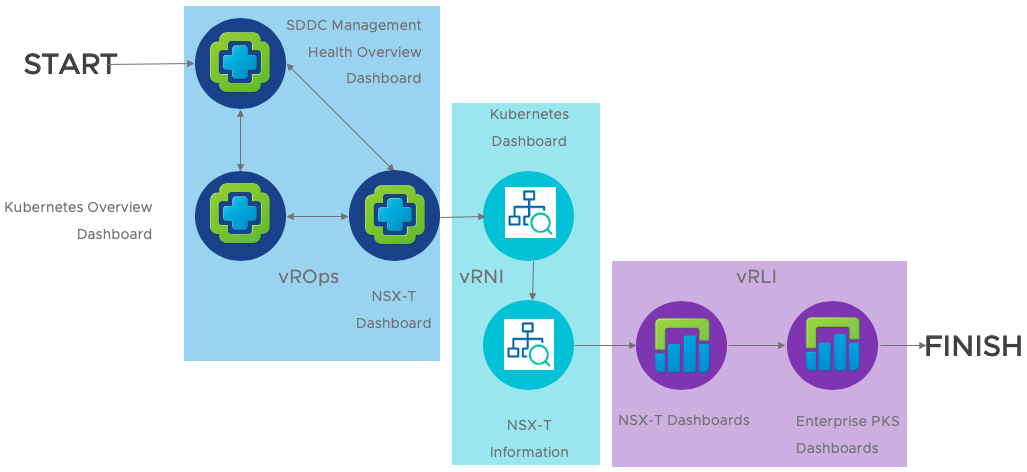 START
SDDC Management
Health Overview
Dashboard
Kubernetes Overview
Dashboard
vROps
NSX-T
Dashboard
Kubernetes
Dashboard
vRNI
NSX-T
Information
vRLI
NSX-T Dashboards
Enterprise PKS
Dashboards
FINISH